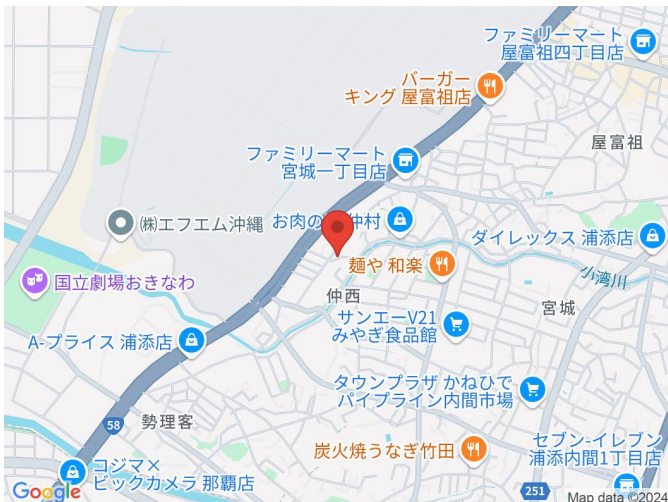 ファミリーマート
屋富祖四丁目店
バーガー
キング 屋富祖店
屋富祖
ファミリーマート
宮城一丁目店
(株)エフエム沖縄
お肉の
仲村
ダイレックス 浦添店
麺や 和楽
小湾川
国立劇場おきなわ
仲西
宮城
サンエーV21
みやぎ食品館
A-プライス 浦添店
タウンプラザ かねひで
パイプライン内間市場
58
勢理客
炭火焼うなぎ竹田
セブン-イレブン
浦添内間1丁目店
コジマ×
ビックカメラ 那覇店
251
Google
Map data ©2024